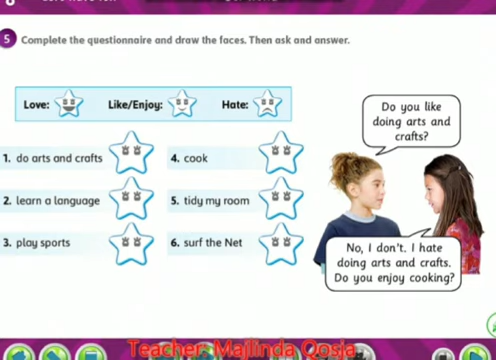 5 Complete the questionnaire and draw the faces. Then ask and answer.
Love: Like/Enjoy: Hate:
Do you like
doing arts and
crafts?
1. do arts and crafts
4. cook
2. learn a language
5. tidy my room
3. play sports
6. surf the Net
No, I don't. I hate
doing arts and crafts.
Do you enjoy cooking?
Teacher: Majlinda Qosja